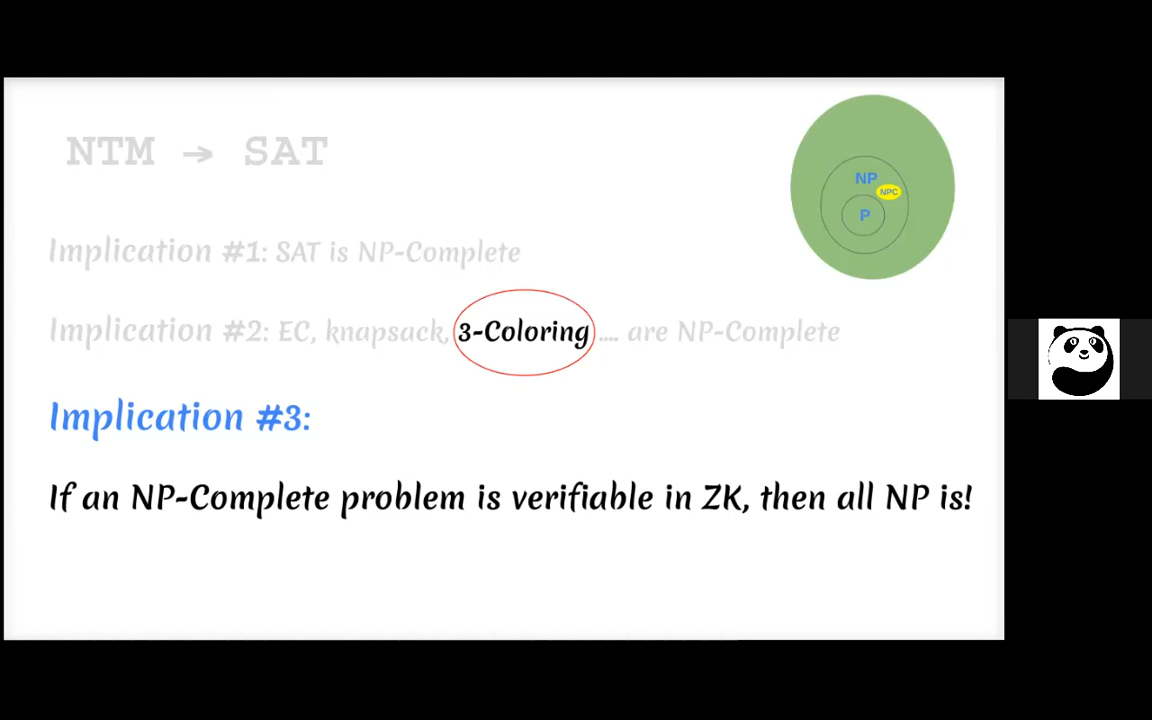 NTM → SAT
NP
NPC
P
Implication #1: SAT is NP-Complete
Implication #2: EC, knapsack, 3-Coloring .... are NP-Complete
Implication #3:
If an NP-Complete problem is verifiable in ZK, then all NP is!